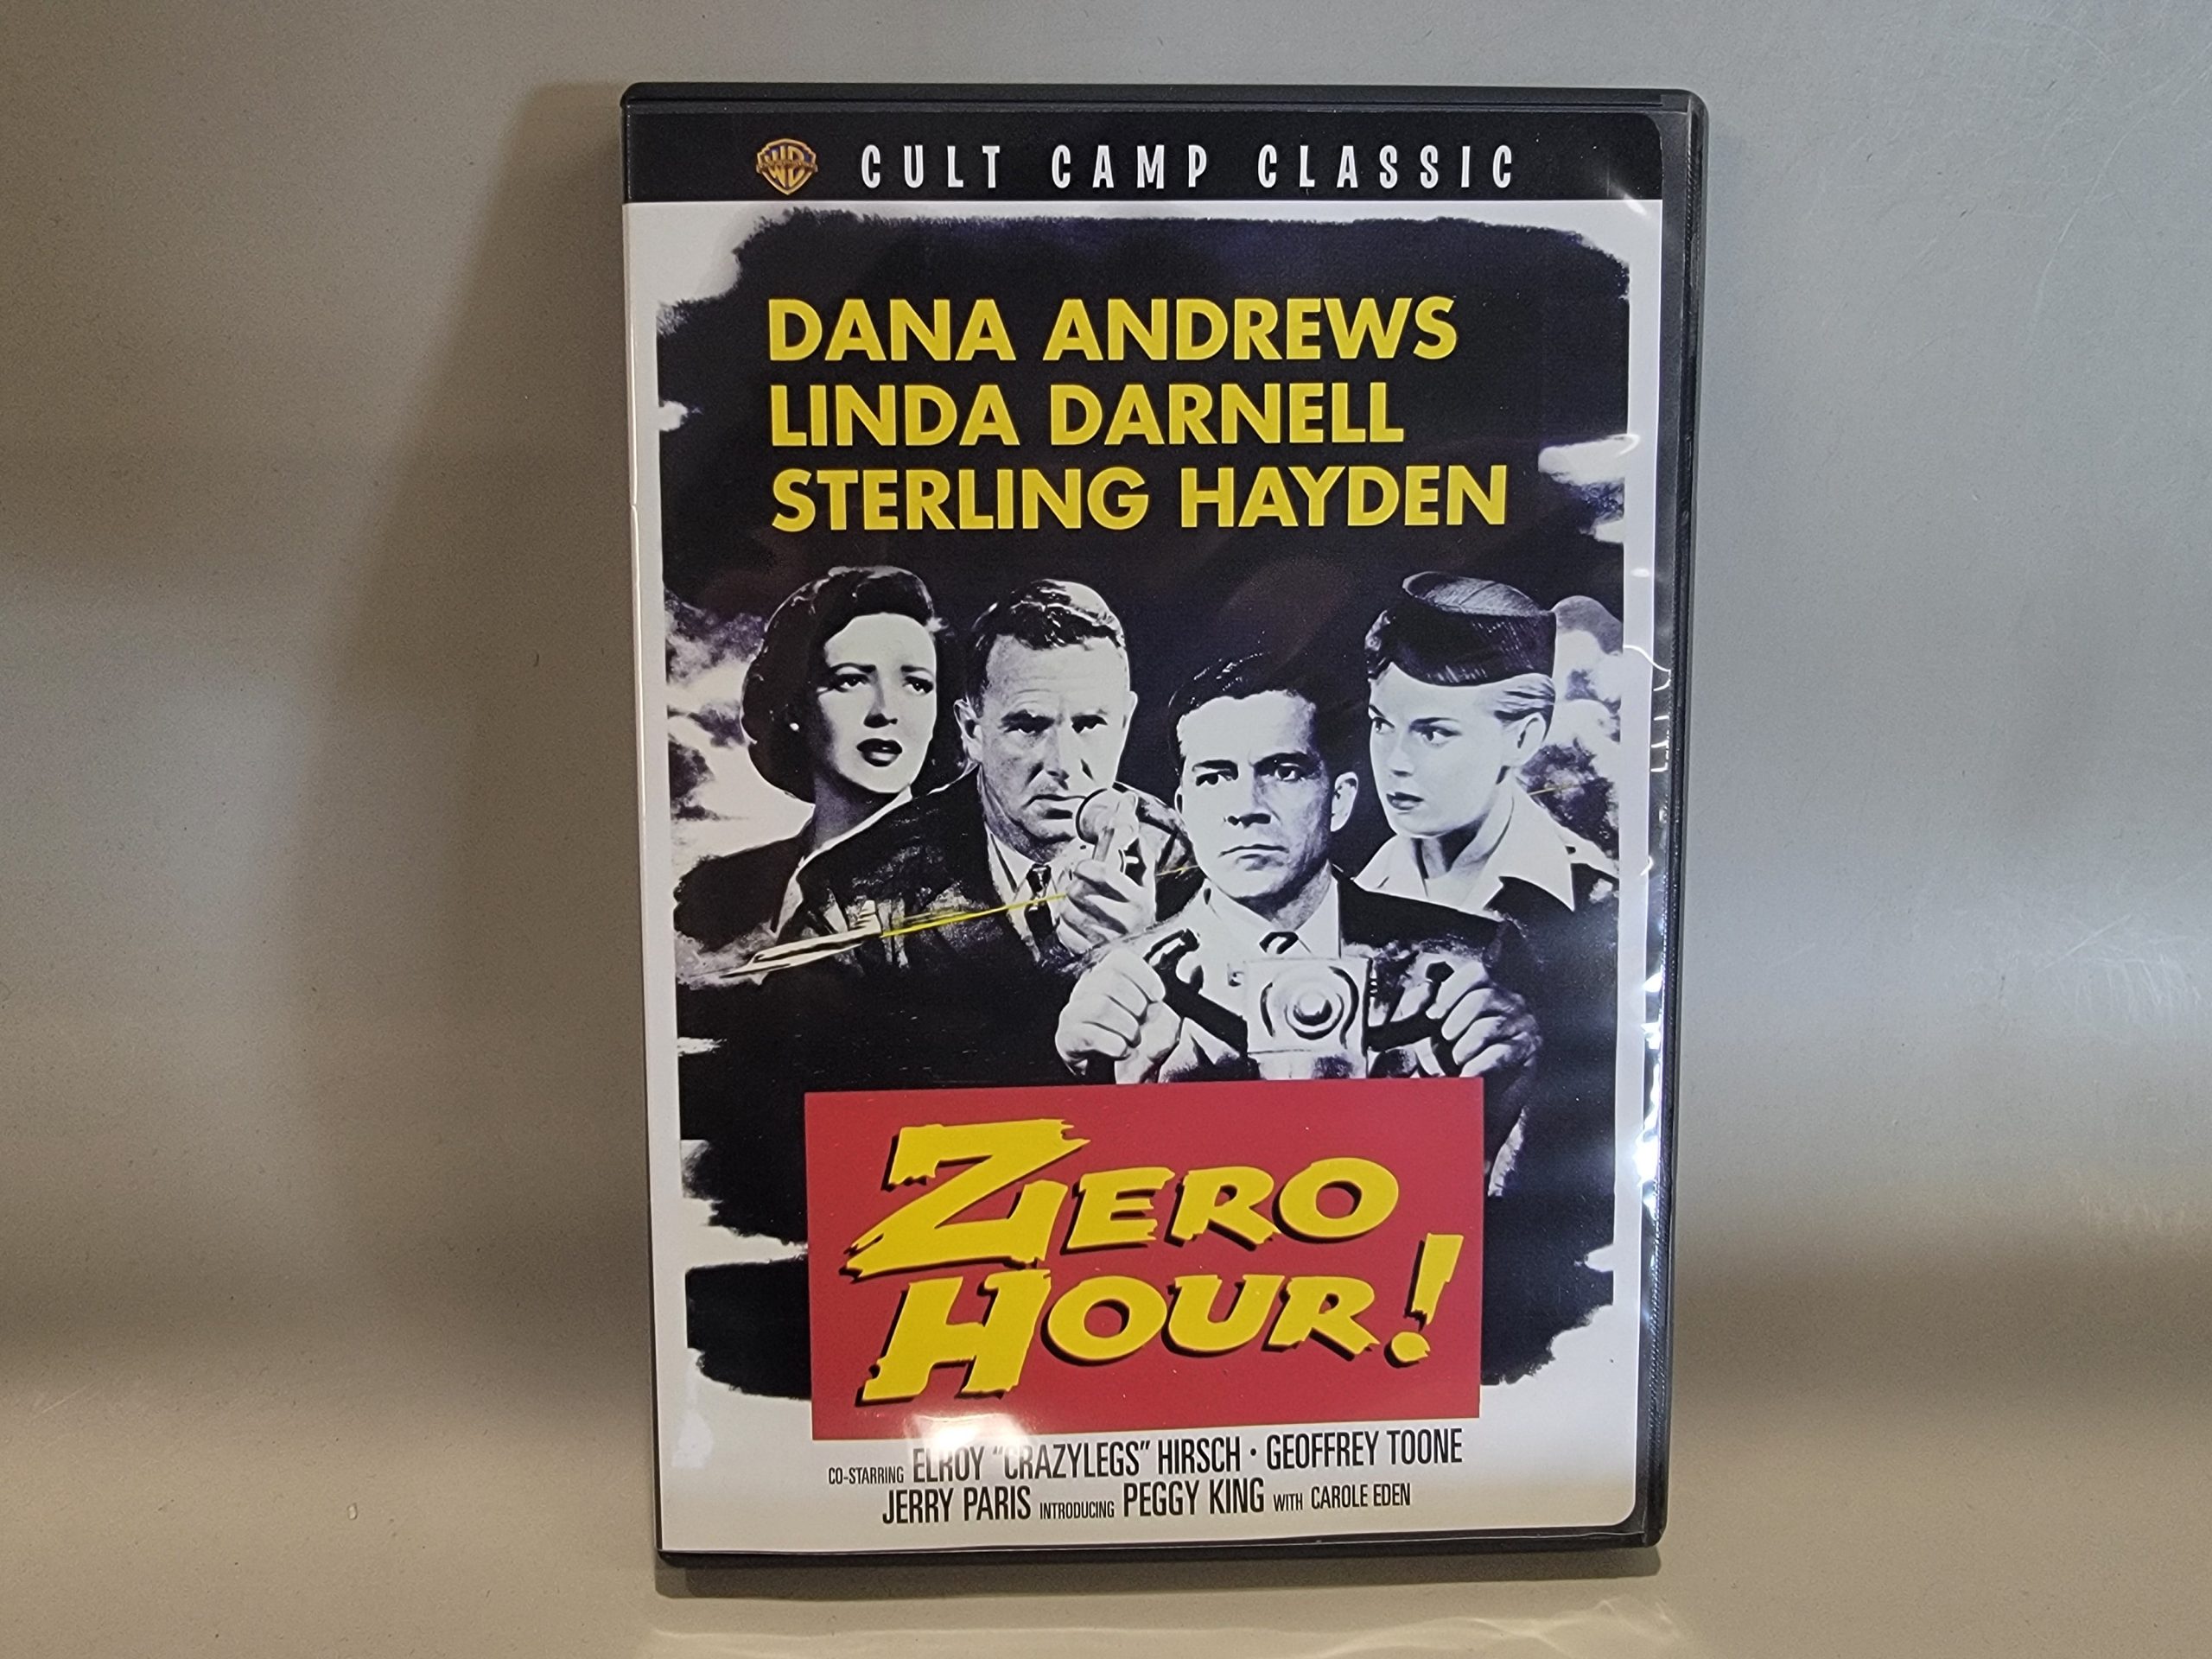 WB CULT CAMP CLASSIC
DANA ANDREWS
LINDA DARNELL
STERLING HAYDEN
ZERO
HOUR!
CO-STARRING ELROY "CRAZYLEGS" HIRSCH • GEOFFREY TOONE
JERRY PARIS INTRODUCING PEGGY KING WITH CAROLE EDEN